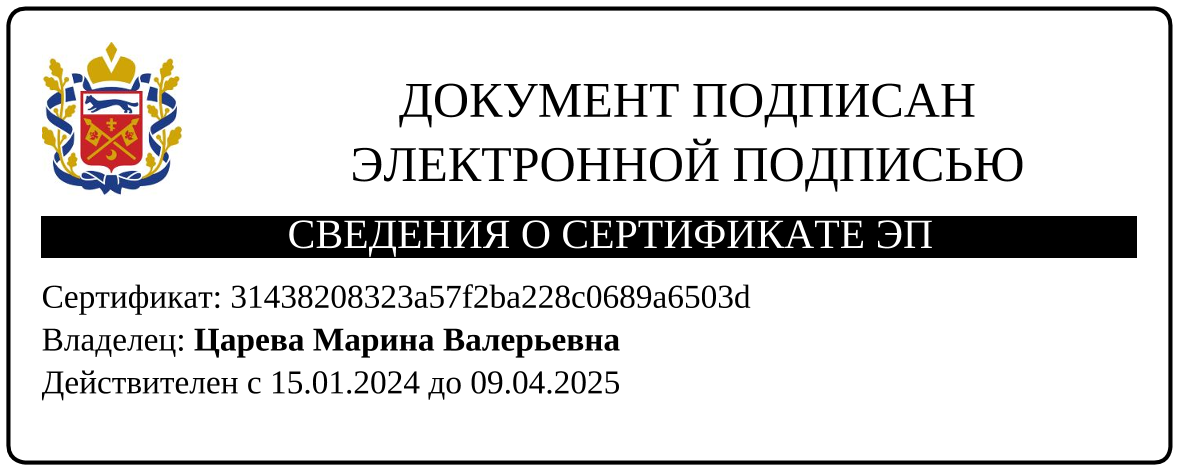 ДОКУМЕНТ ПОДПИСАН
ЭЛЕКТРОННОЙ ПОДПИСЬЮ
СВЕДЕНИЯ О СЕРТИФИКАТЕ ЭП
Сертификат: 31438208323a57f2ba228c0689a6503d
Владелец: Царева Марина Валерьевна
Действителен с 15.01.2024 до 09.04.2025